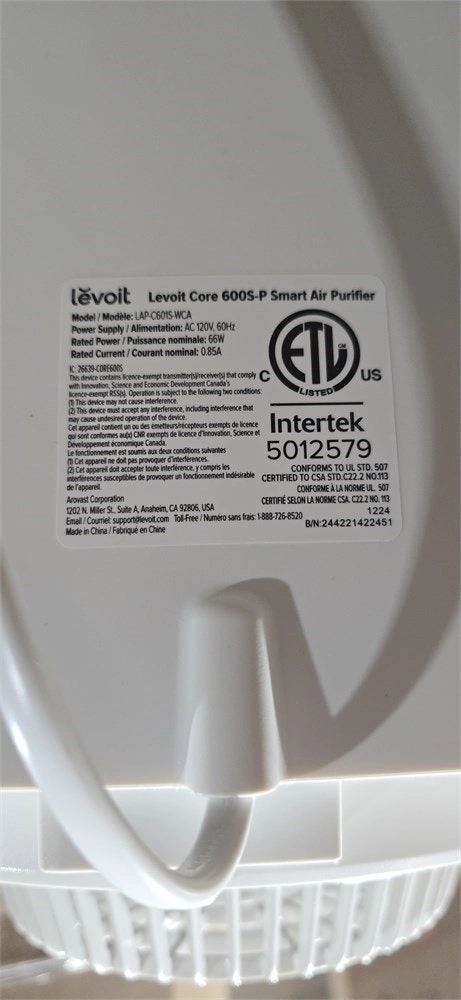 levoit Levoit Core 600S-P Smart Air Purifier
Model / Modèle: LAP-C601S-WCA
Power Supply / Alimentation: AC 120V, 60Hz
Rated Power / Puissance nominale: 66W
Rated Current / Courant nominal: 0.85A
IC: 26639-CORE600S
This device contains licence-exempt transmitter(s)/receiver(s) that comply
with Innovation, Science and Economic Development Canada's
licence-exempt RSS(s). Operation is subject to the following two conditions:
(1) This device may not cause interference.
(2) This device must accept any interference, including interference that
may cause undesired operation of the device.
Cet appareil contient un ou des émetteurs/récepteurs exempts de licence
qui sont conformes au(x) CNR exempts de licence d'Innovation, Science et
Développement économique Canada.
Le fonctionnement est soumis aux deux conditions suivantes
(1) Cet appareil ne doit pas provoquer d'interférences.
(2) Cet appareil doit accepter toute interférence, y compris les
interférences susceptibles de provoquer un fonctionnement indésirable
de l'appareil.
Arovast Corporation
1202 N. Miller St., Suite A, Anaheim, CA 92806, USA
Email / Courriel: support@levoit.com Toll-Free / Numéro sans frais: 1-888-726-8520
Made in China / Fabriqué en Chine
C ETL CM US
LISTED
Intertek
5012579
CONFORMS TO UL STD. 507
CERTIFIED TO CSA STD.C22.2 NO.113
CONFORME À LA NORME UL. 507
CERTIFIÉ SELON LA NORME CSA. C22.2 NO. 113
1224
B/N:244221422451